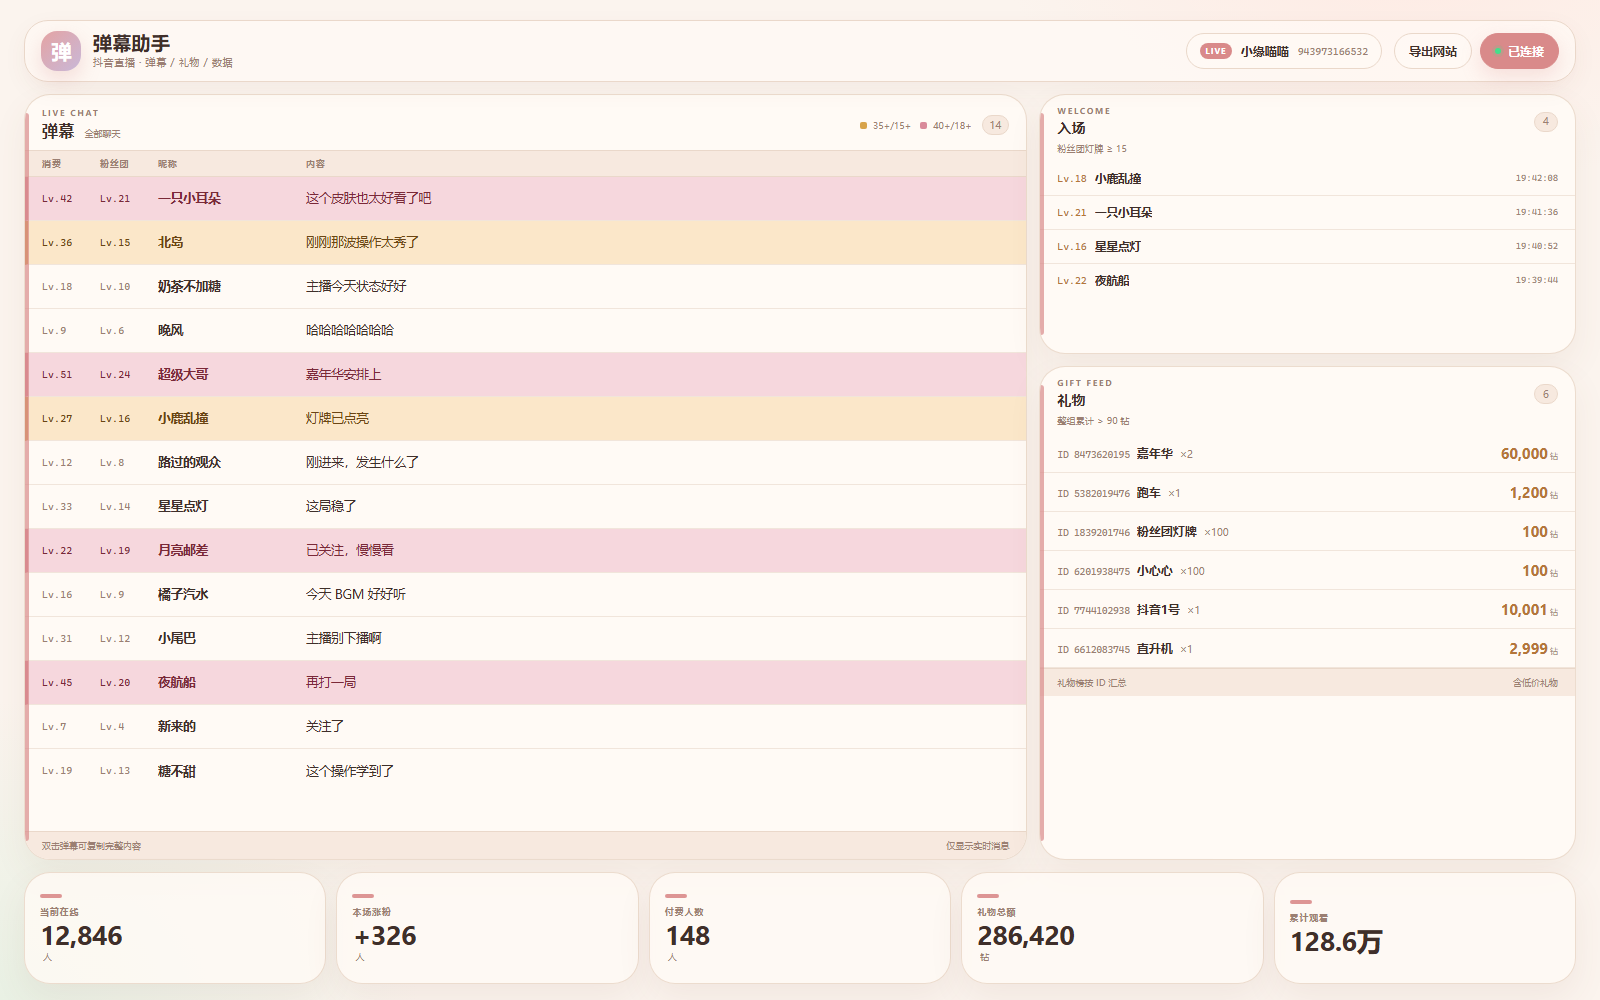 弹
弹幕助手
抖音直播 · 弹幕 / 礼物 / 数据
LIVE 小缘喵喵 943973166532
导出网站
已连接
LIVE CHAT
弹幕 全部聊天
35+/15+ 40+/18+ 14
消费 粉丝团 昵称 内容
Lv.42 Lv.21 一只小耳朵 这个皮肤也太好看了吧
Lv.36 Lv.15 北岛 刚刚那波操作太秀了
Lv.18 Lv.10 奶茶不加糖 主播今天状态好好
Lv.9 Lv.6 晚风 哈哈哈哈哈哈哈
Lv.51 Lv.24 超级大哥 嘉年华安排上
Lv.27 Lv.16 小鹿乱撞 灯牌已点亮
Lv.12 Lv.8 路过的观众 刚进来，发生什么了
Lv.33 Lv.14 星星点灯 这局稳了
Lv.22 Lv.19 月亮邮差 已关注，慢慢看
Lv.16 Lv.9 橘子汽水 今天 BGM 好好听
Lv.31 Lv.12 小尾巴 主播别下播啊
Lv.45 Lv.20 夜航船 再打一局
Lv.7 Lv.4 新来的 关注了
Lv.19 Lv.13 糖不甜 这个操作学到了
双击弹幕可复制完整内容 仅显示实时消息
WELCOME
入场 4
粉丝团灯牌 ≥ 15
Lv.18 小鹿乱撞 19:42:08
Lv.21 一只小耳朵 19:41:36
Lv.16 星星点灯 19:40:52
Lv.22 夜航船 19:39:44
GIFT FEED
礼物 6
整组累计 > 90 钻
ID 8473620195 嘉年华 ×2 60,000 钻
ID 5382019476 跑车 ×1 1,200 钻
ID 1839201746 粉丝团灯牌 ×100 100 钻
ID 6201938475 小心心 ×100 100 钻
ID 7744102938 抖音1号 ×1 10,001 钻
ID 6612083745 直升机 ×1 2,999 钻
礼物榜按 ID 汇总 含低价礼物
当前在线
12,846
人
本场涨粉
+326
人
付费人数
148
人
礼物总额
286,420
钻
累计观看
128.6万